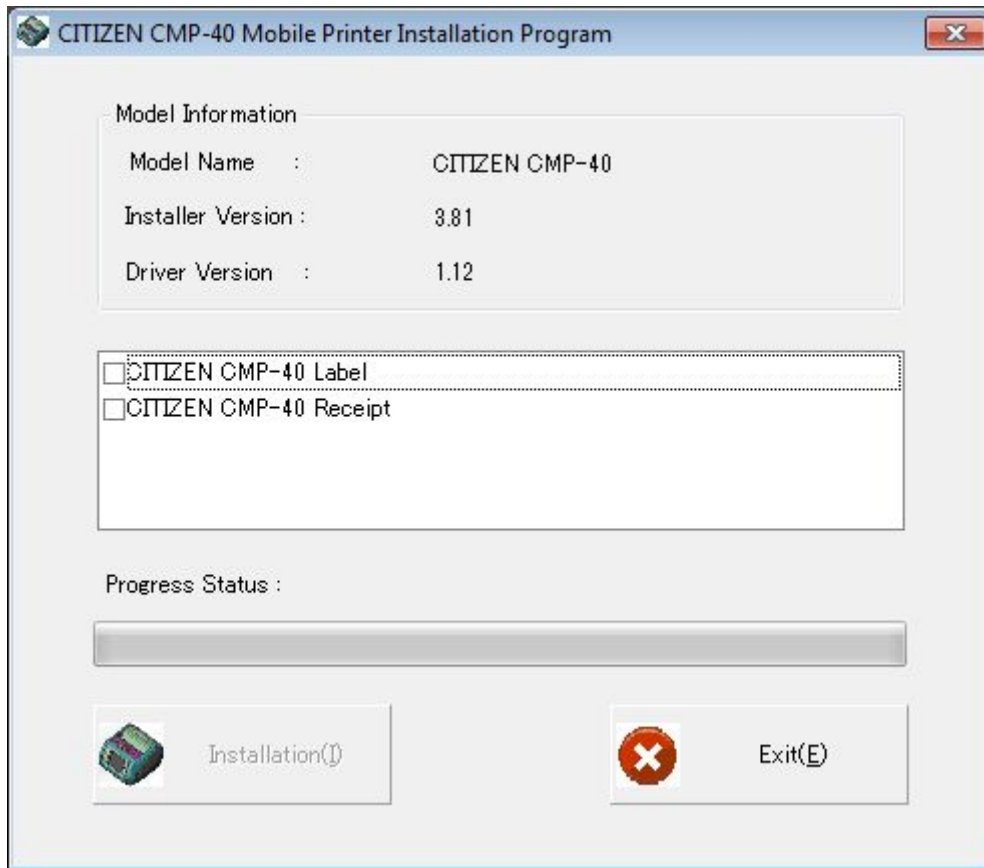 CITIZEN CMP-40 Mobile Printer Installation Program
Model Information
Model Name : CITIZEN CMP-40
Installer Version : 3.81
Driver Version : 1.12
CITIZEN CMP-40 Label
CITIZEN CMP-40 Receipt
Progress Status :
Installation(I)
Exit(E)